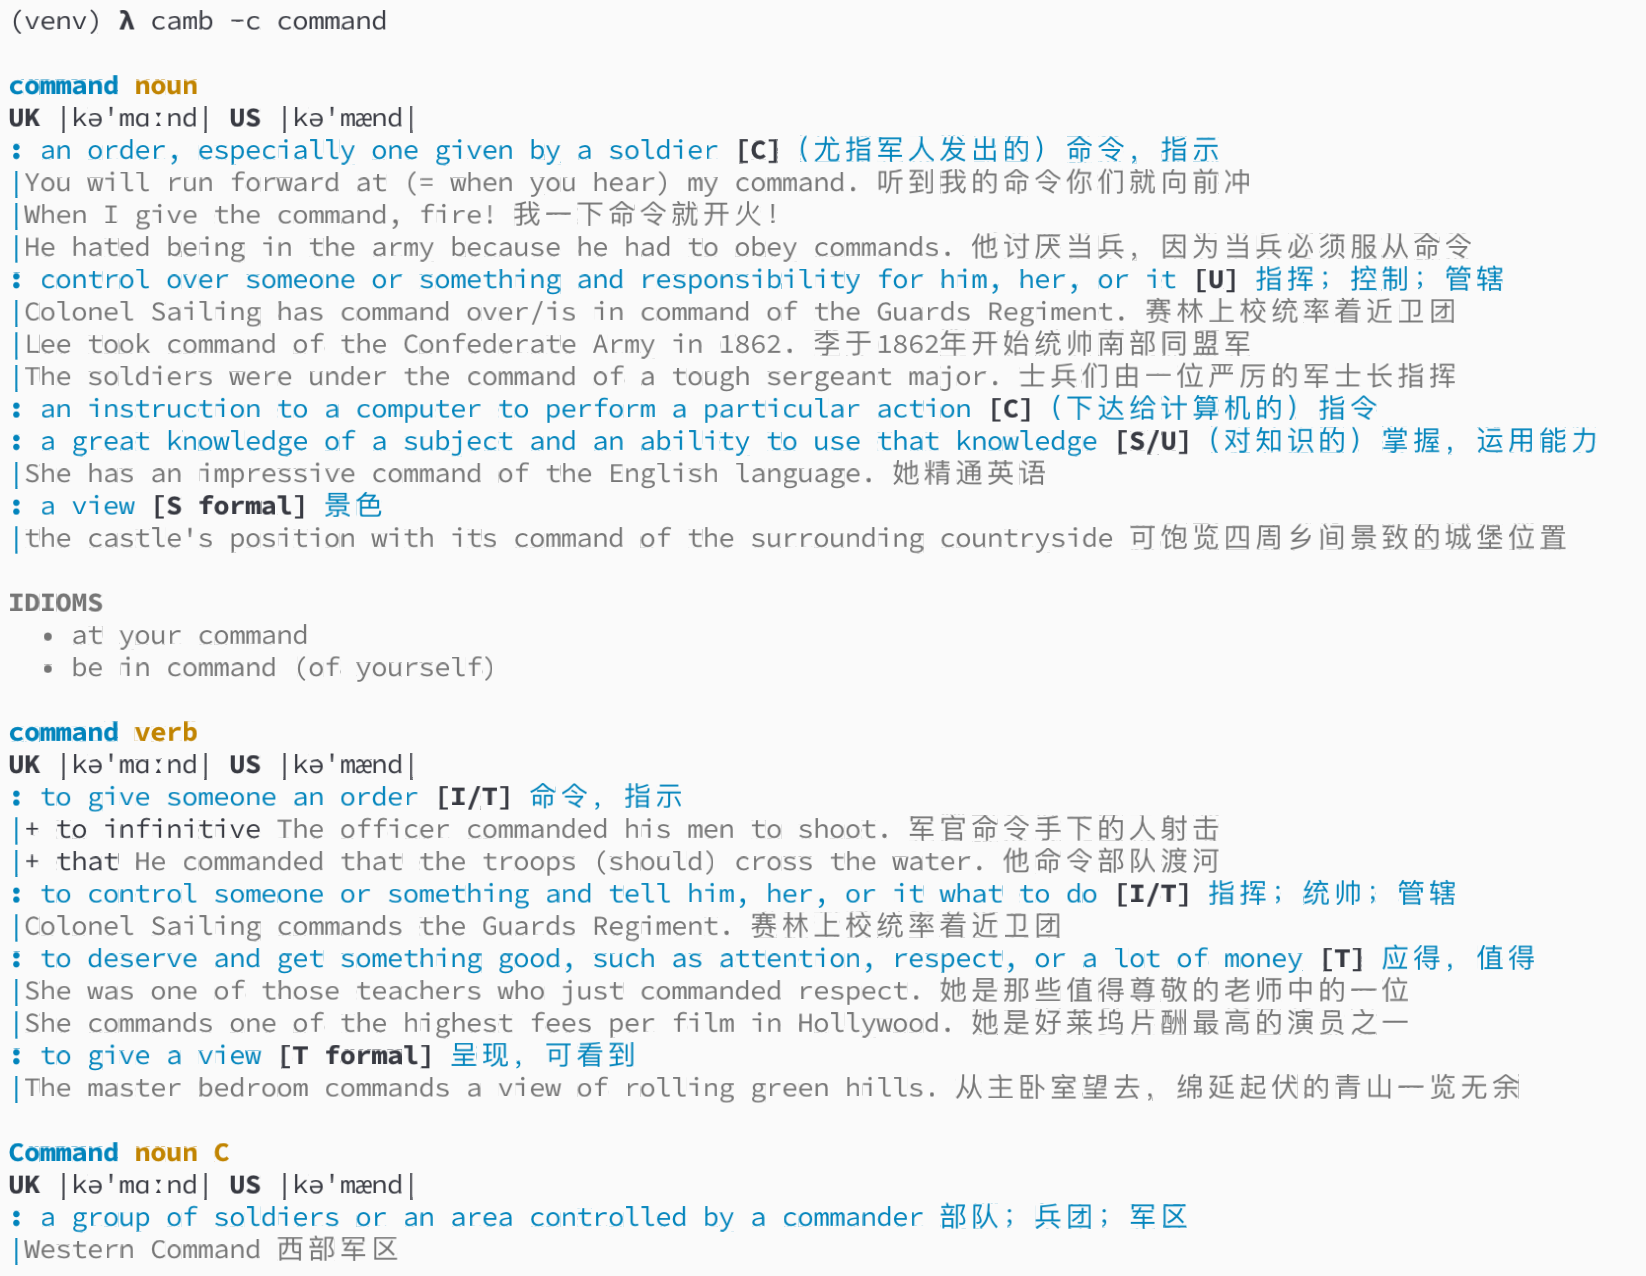 (venv) λ camb -c command
command noun
UK |kəˈmɑːnd| US |kəˈmænd|
: an order, especially one given by a soldier [C] （尤指军人发出的）命令，指示
|You will run forward at (= when you hear) my command. 听到我的命令你们就向前冲
|When I give the command, fire! 我一下命令就开火！
|He hated being in the army because he had to obey commands. 他讨厌当兵，因为当兵必须服从命令
: control over someone or something and responsibility for him, her, or it [U] 指挥；控制；管辖
|Colonel Sailing has command over/is in command of the Guards Regiment. 赛林上校统率着近卫团
|Lee took command of the Confederate Army in 1862. 李于1862年开始统帅南部同盟军
|The soldiers were under the command of a tough sergeant major. 士兵们由一位严厉的军士长指挥
: an instruction to a computer to perform a particular action [C] （下达给计算机的）指令
: a great knowledge of a subject and an ability to use that knowledge [S/U] （对知识的）掌握，运用能力
|She has an impressive command of the English language. 她精通英语
: a view [S formal] 景色
|the castle's position with its command of the surrounding countryside 可饱览四周乡间景致的城堡位置
IDIOMS
• at your command
• be in command (of yourself)
command verb
UK |kəˈmɑːnd| US |kəˈmænd|
: to give someone an order [I/T] 命令，指示
|+ to infinitive The officer commanded his men to shoot. 军官命令手下的人射击
|+ that He commanded that the troops (should) cross the water. 他命令部队渡河
: to control someone or something and tell him, her, or it what to do [I/T] 指挥；统帅；管辖
|Colonel Sailing commands the Guards Regiment. 赛林上校统率着近卫团
: to deserve and get something good, such as attention, respect, or a lot of money [T] 应得，值得
|She was one of those teachers who just commanded respect. 她是那些值得尊敬的老师中的一位
|She commands one of the highest fees per film in Hollywood. 她是好莱坞片酬最高的演员之一
: to give a view [T formal] 呈现，可看到
|The master bedroom commands a view of rolling green hills. 从主卧室望去，绵延起伏的青山一览无余
Command noun C
UK |kəˈmɑːnd| US |kəˈmænd|
: a group of soldiers or an area controlled by a commander 部队；兵团；军区
|Western Command 西部军区